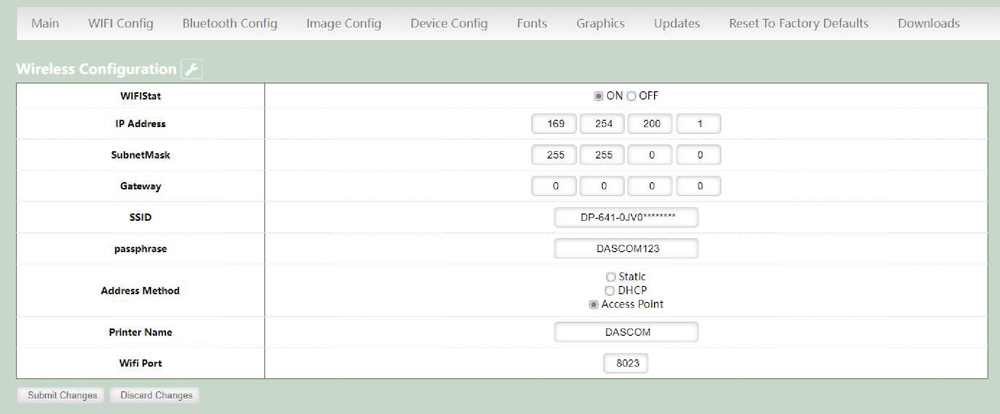 Main WIFI Config Bluetooth Config Image Config Device Config Fonts Graphics Updates Reset To Factory Defaults Downloads
Wireless Configuration
WIFIStat ON OFF
IP Address 169 254 200 1
SubnetMask 255 255 0 0
Gateway 0 0 0 0
SSID DP-641-0JV0********
passphrase DASCOM123
Static
Address Method DHCP
Access Point
Printer Name DASCOM
Wifi Port 8023
Submit Changes Discard Changes